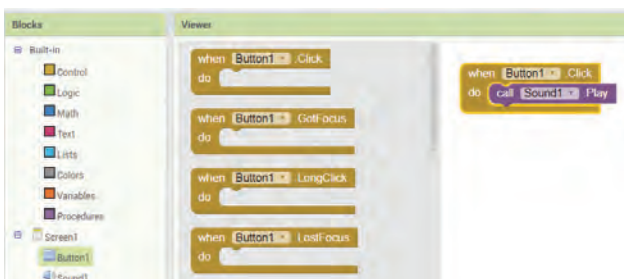 Blocks
Built-in
Control
Logic
Math
Text
Lists
Colors
Variables
Procedures
Screen1
Button1
Sound1
Viewer
when Button1 .Click
do
when Button1 .GotFocus
do
when Button1 .LongClick
do
when Button1 .LostFocus
do
when Button1 .Click
do call Sound1 .Play